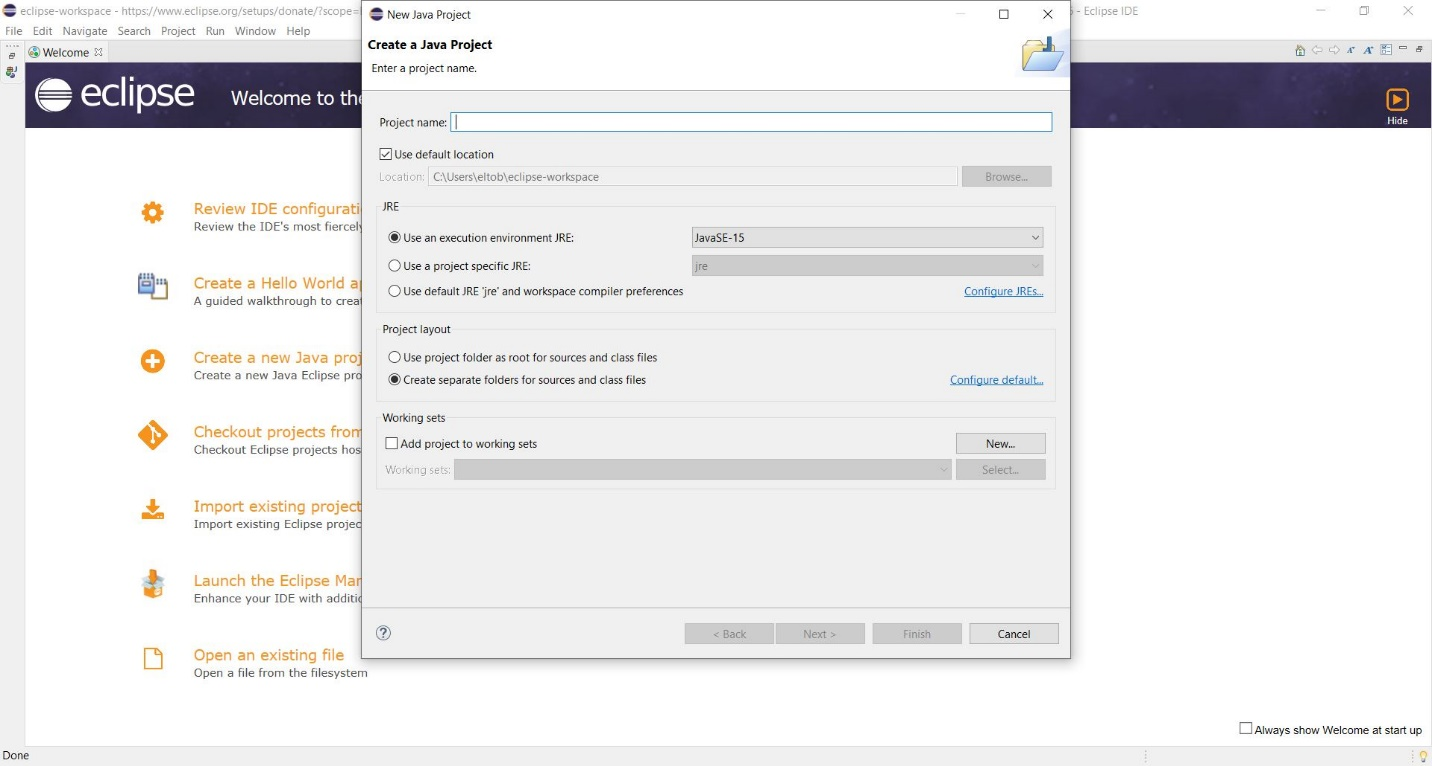 eclipse-workspace - https://www.eclipse.org/setups/donate/?scope= - Eclipse IDE
File Edit Navigate Search Project Run Window Help
Welcome
eclipse Welcome to the
Hide
Review IDE configurati
Review the IDE's most fiercely
Create a Hello World a
A guided walkthrough to creat
Create a new Java proj
Create a new Java Eclipse pro
Checkout projects from
Checkout Eclipse projects hos
Import existing project
Import existing Eclipse projec
Launch the Eclipse Mar
Enhance your IDE with additio
Open an existing file
Open a file from the filesystem
Always show Welcome at start up
Done
New Java Project
Create a Java Project
Enter a project name.
Project name:
Use default location
Location: C:\Users\eltob\eclipse-workspace Browse...
JRE
Use an execution environment JRE: JavaSE-15
Use a project specific JRE: jre
Use default JRE 'jre' and workspace compiler preferences Configure JREs...
Project layout
Use project folder as root for sources and class files
Create separate folders for sources and class files Configure default...
Working sets
Add project to working sets New...
Working sets: Select...
< Back Next > Finish Cancel